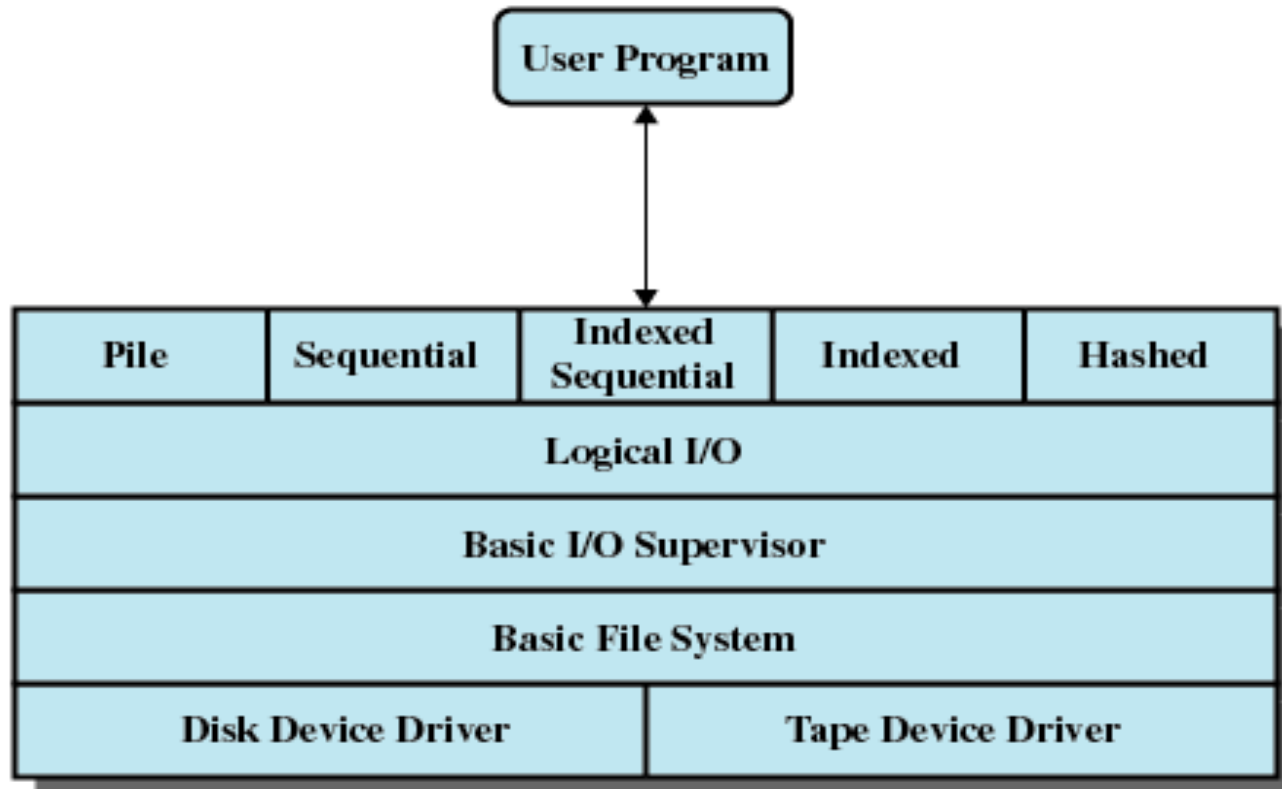 User Program
Pile
Sequential
Indexed
Sequential
Indexed
Hashed
Logical I/O
Basic I/O Supervisor
Basic File System
Disk Device Driver
Tape Device Driver